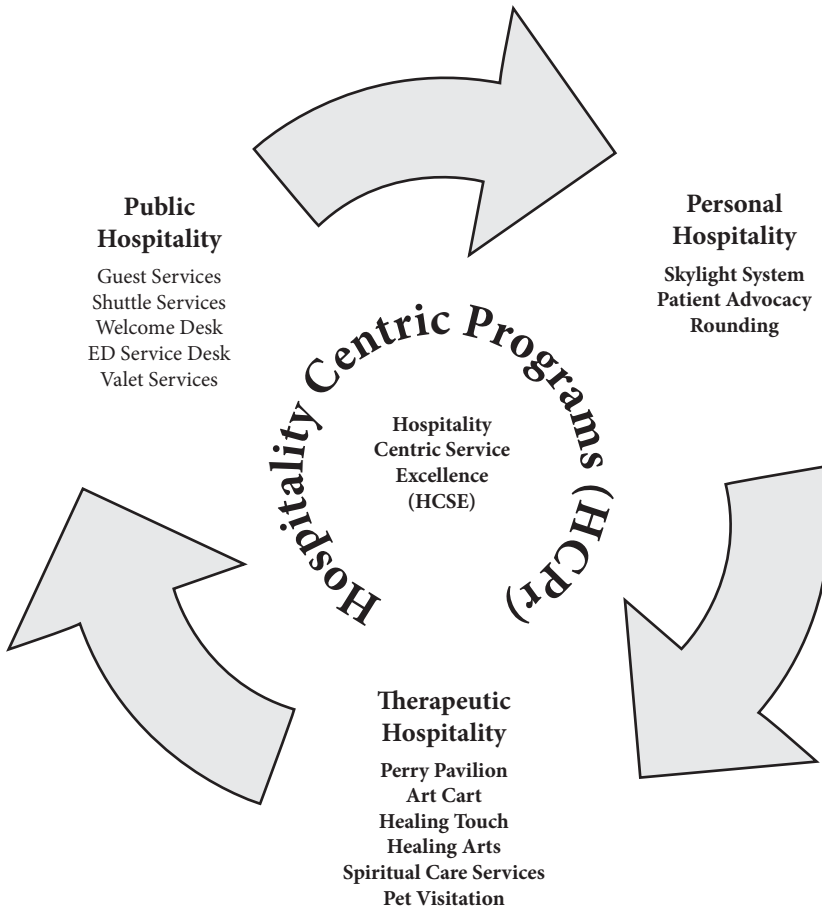 Public
Hospitality
Guest Services
Shuttle Services
Welcome Desk
ED Service Desk
Valet Services
Personal
Hospitality
Skylight System
Patient Advocacy
Rounding
Hospitality Centric Programs (HCPr)
Hospitality
Centric Service
Excellence
(HCSE)
Therapeutic
Hospitality
Perry Pavilion
Art Cart
Healing Touch
Healing Arts
Spiritual Care Services
Pet Visitation